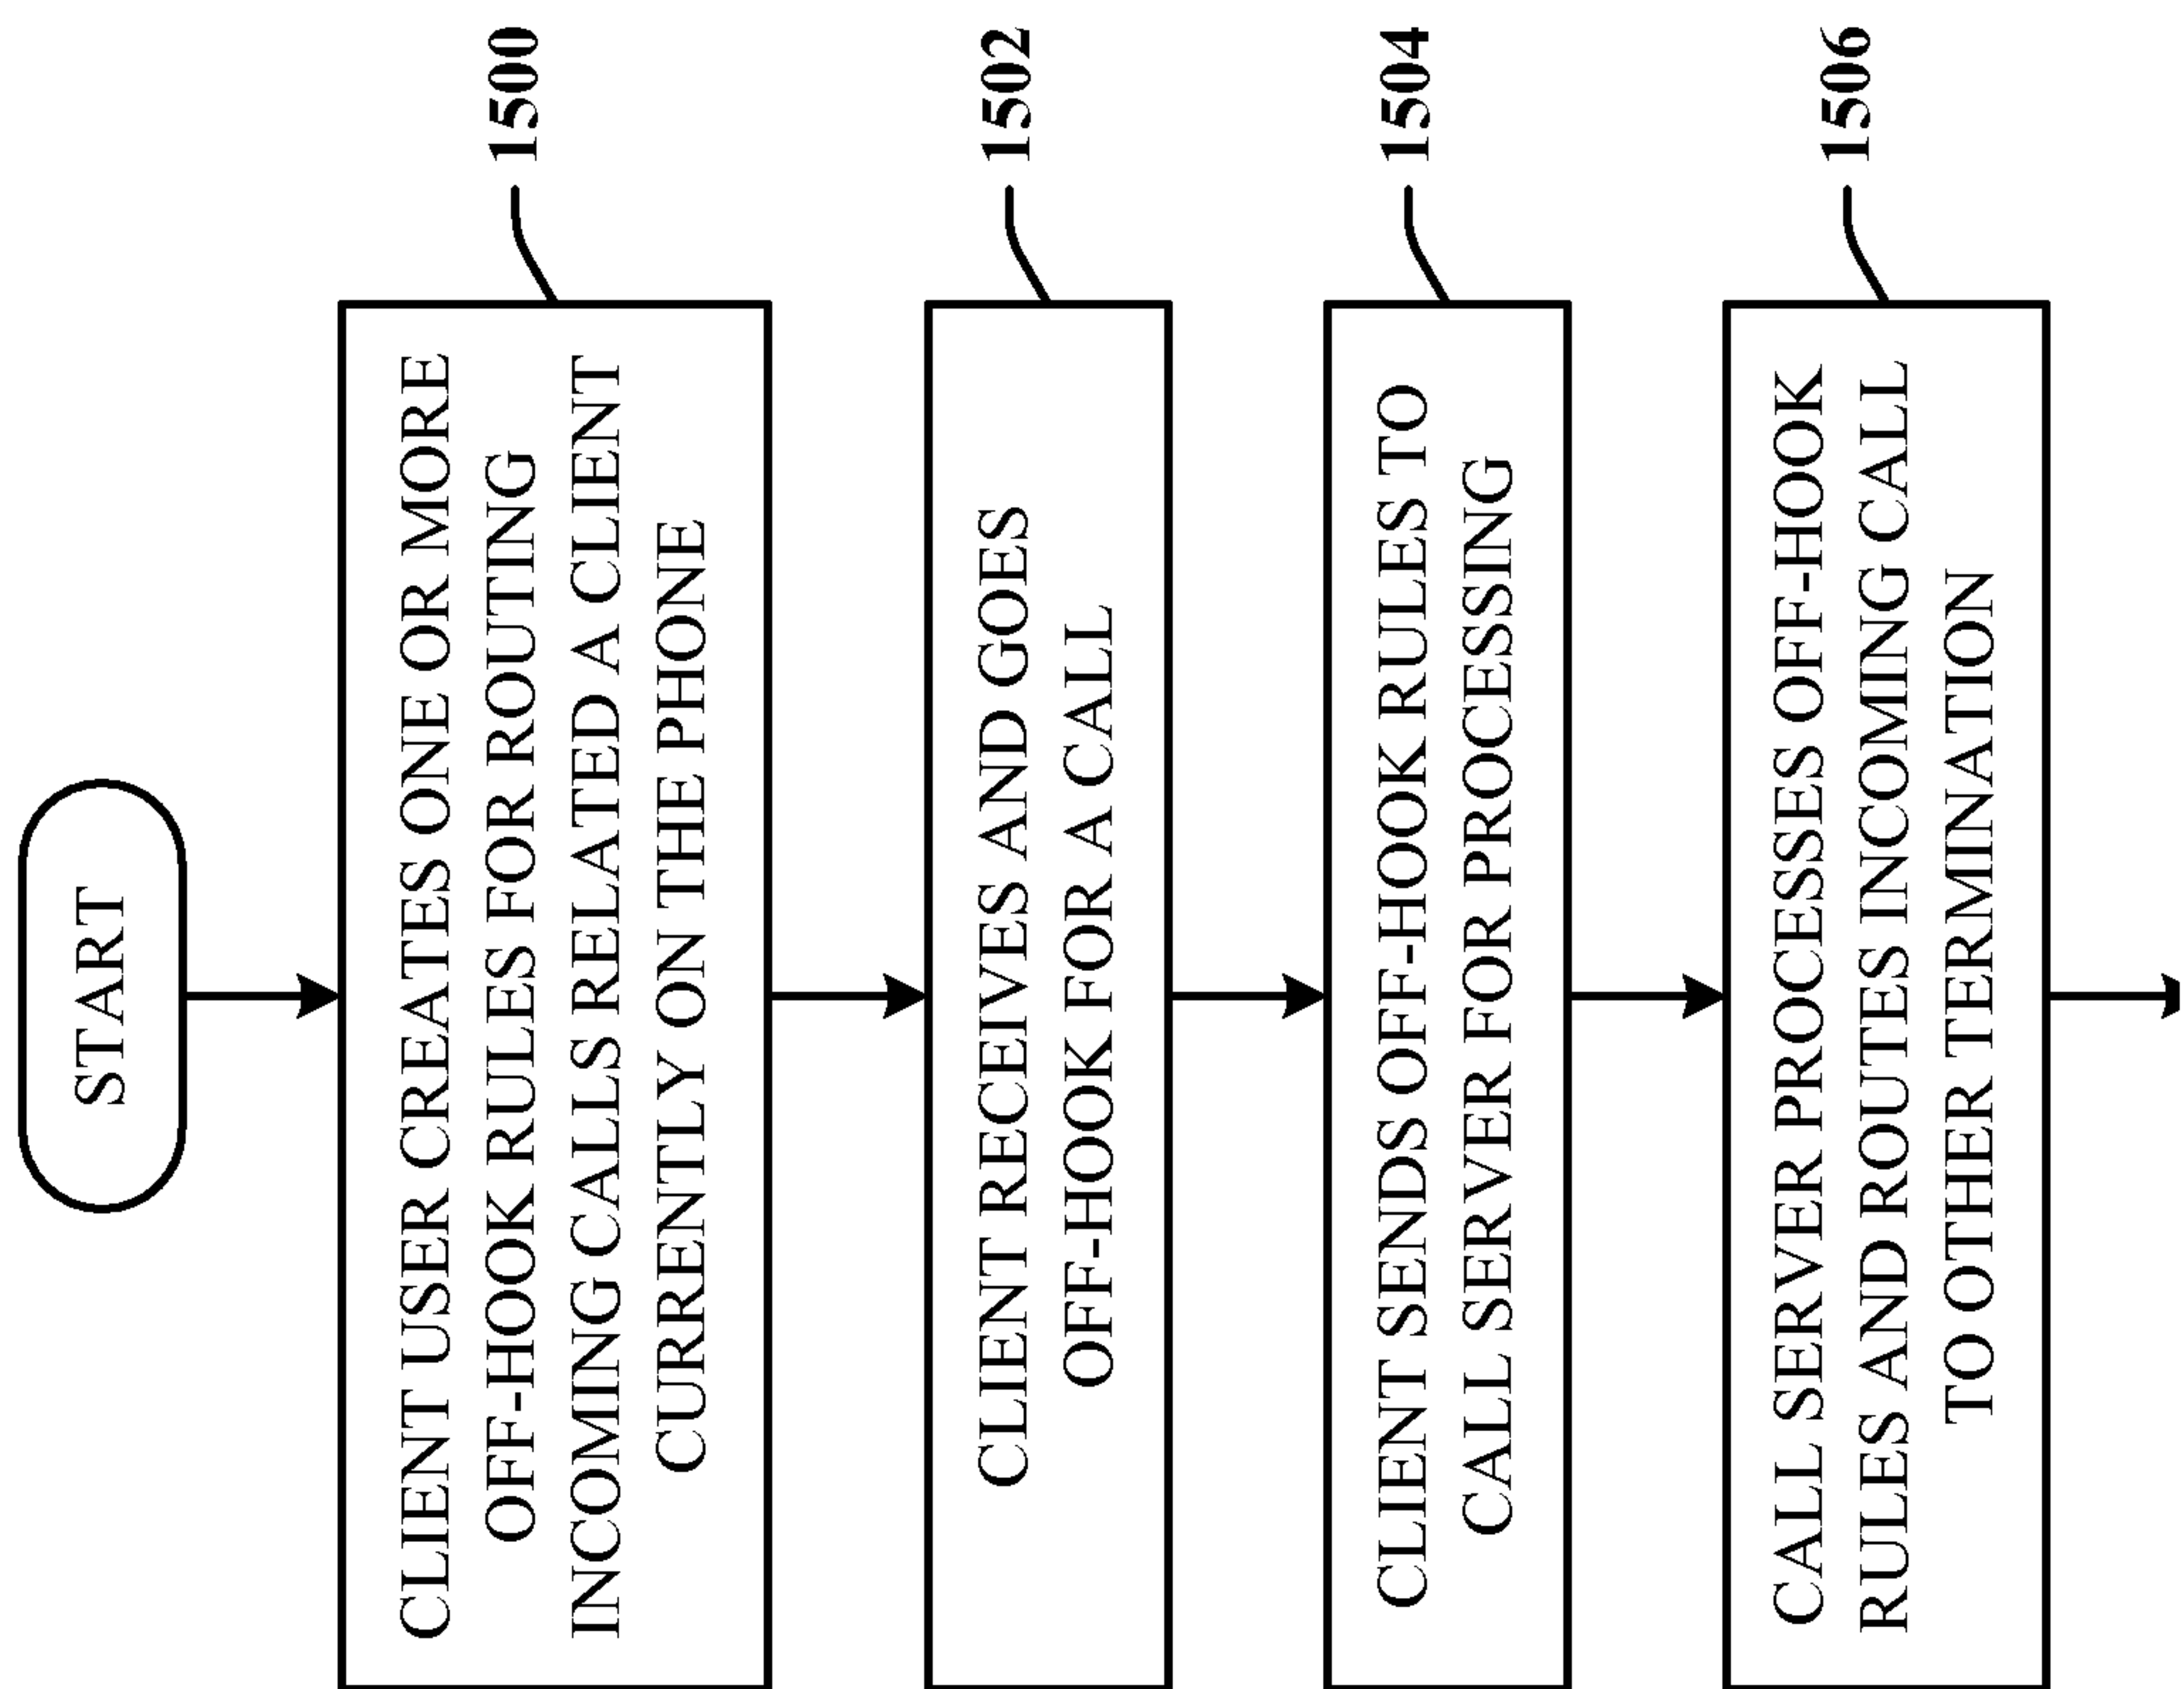 START
CLIENT USER CREATES ONE OR MORE
OFF-HOOK RULES FOR ROUTING
INCOMING CALLS RELATED A CLIENT
CURRENTLY ON THE PHONE
1500
CLIENT RECEIVES AND GOES
OFF-HOOK FOR A CALL
1502
CLIENT SENDS OFF-HOOK RULES TO
CALL SERVER FOR PROCESSING
1504
CALL SERVER PROCESSES OFF-HOOK
RULES AND ROUTES INCOMING CALL
TO OTHER TERMINATION
1506